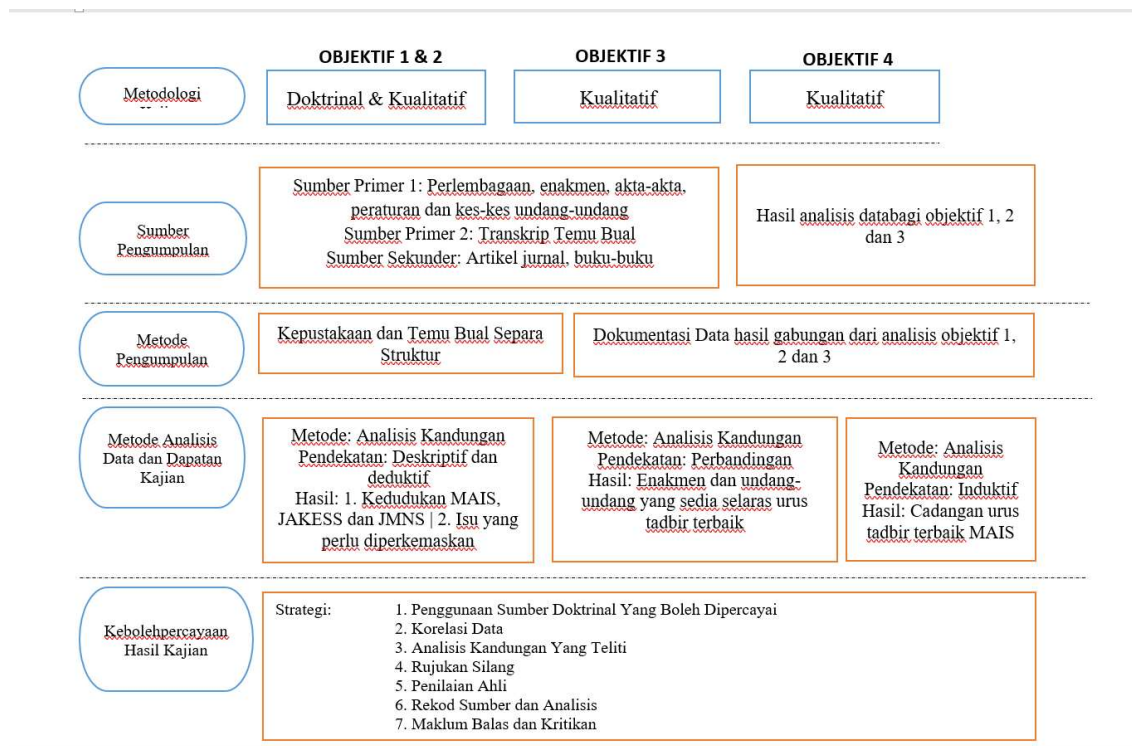 OBJEKTIF 1 & 2
OBJEKTIF 3
OBJEKTIF 4
Metodologi
Doktrinal & Kualitatif
Kualitatif
Kualitatif
Sumber
Pengumpulan
Sumber Primer 1: Perlembagaan, enakmen, akta-akta,
peraturan dan kes-kes undang-undang
Sumber Primer 2: Transkrip Temu Bual
Sumber Sekunder: Artikel jurnal, buku-buku
Hasil analisis databagi objektif 1, 2
dan 3
Metode
Pengumpulan
Kepustakaan dan Temu Bual Separa
Struktur
Dokumentasi Data hasil gabungan dari analisis objektif 1,
2 dan 3
Metode Analisis
Data dan Dapatan
Kajian
Metode: Analisis Kandungan
Pendekatan: Deskriptif dan
deduktif
Hasil: 1. Kedudukan MAIS,
JAKESS dan JMNS | 2. Isu yang
perlu diperkemaskan
Metode: Analisis Kandungan
Pendekatan: Perbandingan
Hasil: Enakmen dan undang-
undang yang sedia selaras urus
tadbir terbaik
Metode: Analisis
Kandungan
Pendekatan: Induktif
Hasil: Cadangan urus
tadbir terbaik MAIS
Kebolehpercayaan
Hasil Kajian
Strategi: 1. Penggunaan Sumber Doktrinal Yang Boleh Dipercayai
2. Korelasi Data
3. Analisis Kandungan Yang Teliti
4. Rujukan Silang
5. Penilaian Ahli
6. Rekod Sumber dan Analisis
7. Maklum Balas dan Kritikan